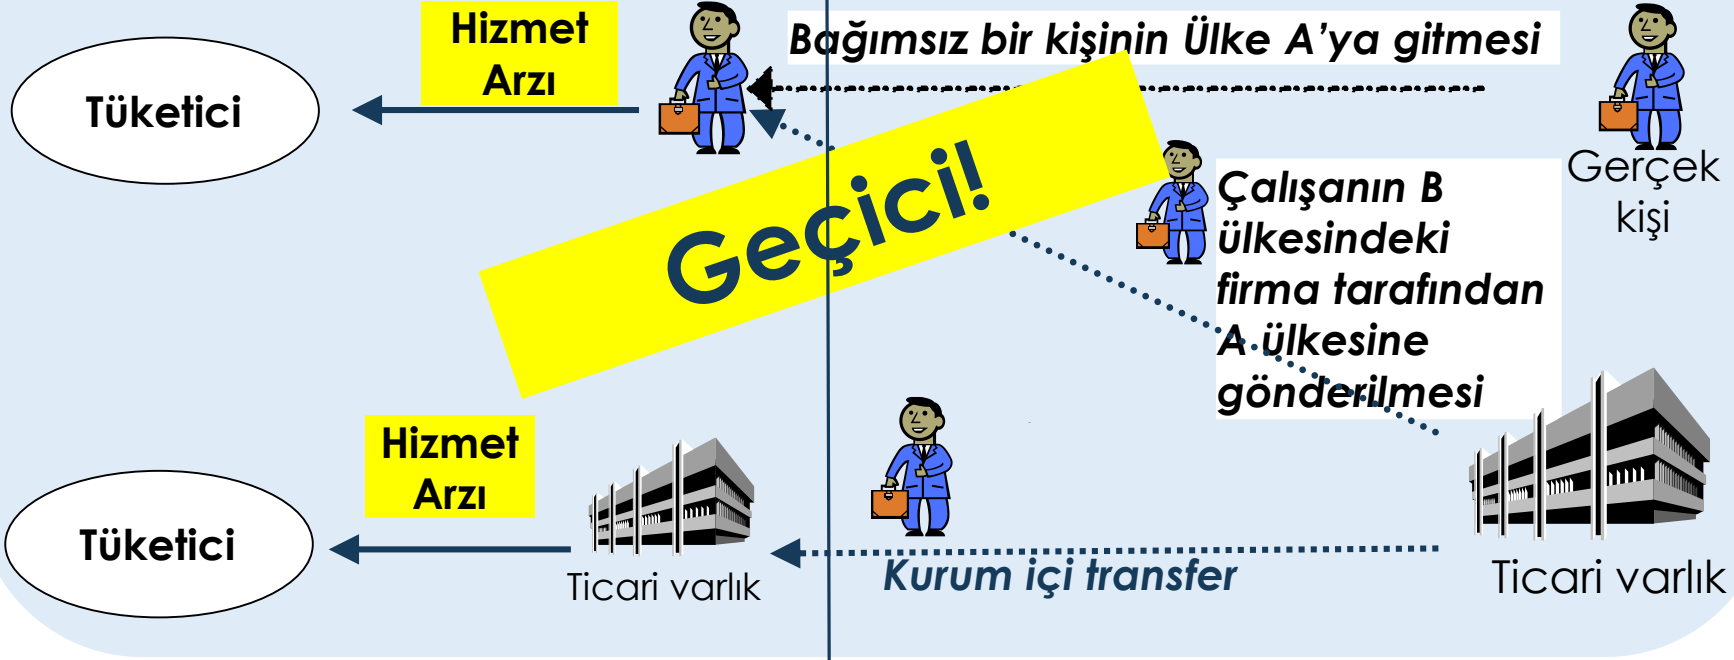 Hizmet
Arzı
Bağımsız bir kişinin Ülke A’ya gitmesi
Tüketici
Gerçek
kişi
Geçici!
Çalışanın B
ülkesindeki
firma tarafından
A ülkesine
gönderilmesi
Hizmet
Arzı
Tüketici
Ticari varlık
Kurum içi transfer
Ticari varlık